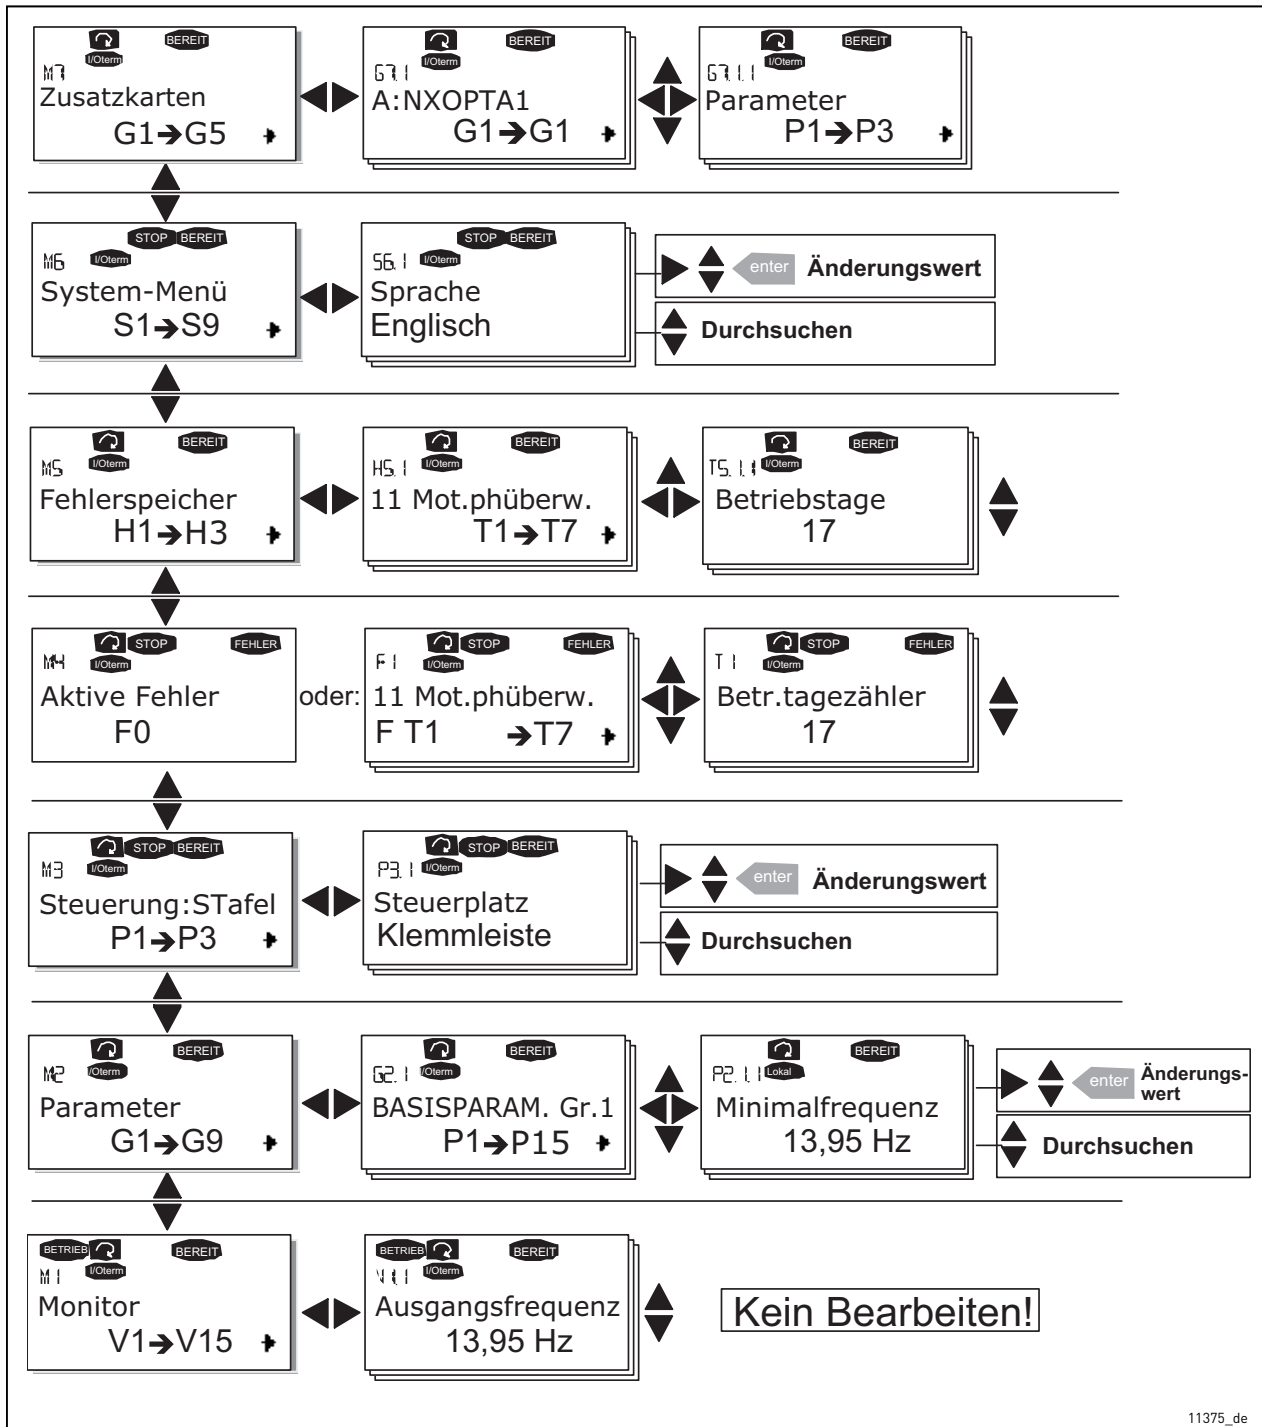 BEREIT
I/Oterm
M7
Zusatzkarten
G1➔G5
BEREIT
I/Oterm
G7.1
A:NXOPTA1
G1➔G1
BEREIT
I/Oterm
G7.1.1
Parameter
P1➔P3
STOP BEREIT
M6 I/Oterm
System-Menü
S1➔S9
STOP BEREIT
S6.1 I/Oterm
Sprache
Englisch
enter Änderungswert
Durchsuchen
BEREIT
M5 I/Oterm
Fehlerspeicher
H1➔H3
BEREIT
H5.1 I/Oterm
11 Mot.phüberw.
T1➔T7
BEREIT
T5.1.1 I/Oterm
Betriebstage
17
STOP FEHLER
M4 I/Oterm
Aktive Fehler
F0
oder:
STOP FEHLER
F1 I/Oterm
11 Mot.phüberw.
F T1 ➔T7
STOP FEHLER
T1 I/Oterm
Betr.tagezähler
17
STOP BEREIT
M3 I/Oterm
Steuerung:STafel
P1➔P3
STOP BEREIT
P3.1 I/Oterm
Steuerplatz
Klemmleiste
enter Änderungswert
Durchsuchen
BEREIT
M2 I/Oterm
Parameter
G1➔G9
BEREIT
G2.1 I/Oterm
BASISPARAM. Gr.1
P1➔P15
BEREIT
P2.1.1 Lokal
Minimalfrequenz
13,95 Hz
enter Änderungs-
wert
Durchsuchen
BETRIEB BEREIT
M1 I/Oterm
Monitor
V1➔V15
BETRIEB BEREIT
V1.1 I/Oterm
Ausgangsfrequenz
13,95 Hz
Kein Bearbeiten!
11375_de